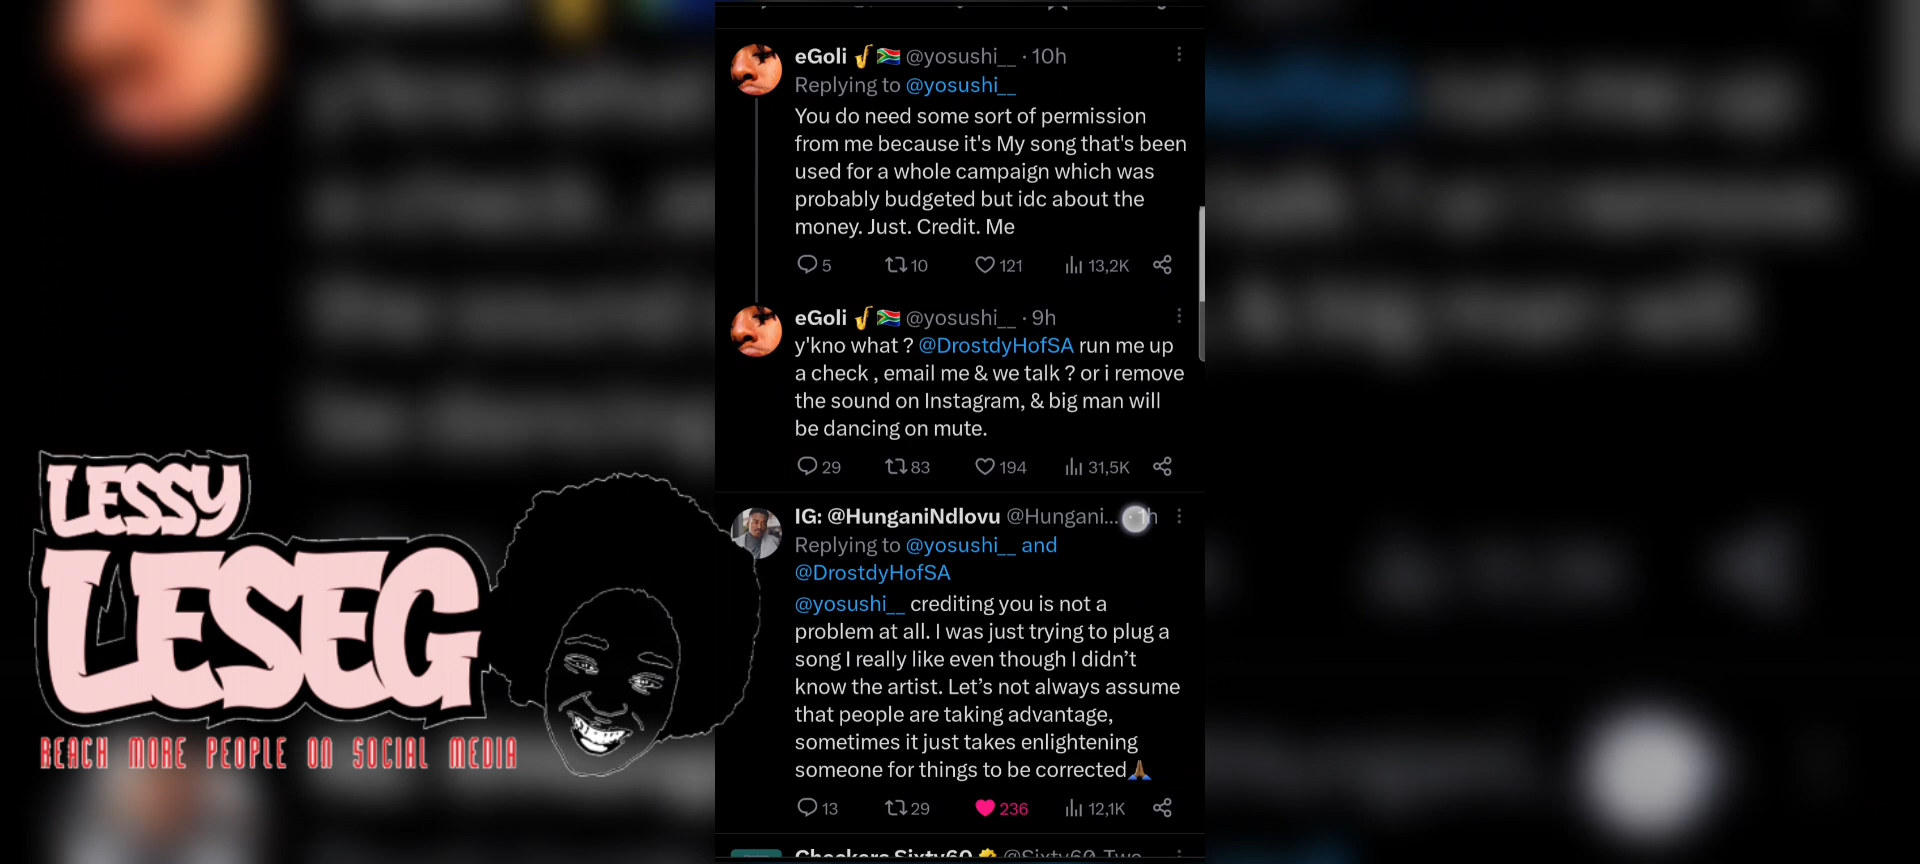 eGoli 🎷🇿🇦 @yosushi__ · 10h
Replying to @yosushi__
You do need some sort of permission
from me because it's My song that's been
used for a whole campaign which was
probably budgeted but idc about the
money. Just. Credit. Me
5 10 121 13,2K
eGoli 🎷🇿🇦 @yosushi__ · 9h
y'kno what ? @DrostdyHofSA run me up
a check , email me & we talk ? or i remove
the sound on Instagram, & big man will
be dancing on mute.
29 83 194 31,5K
IG: @HunganiNdlovu @Hungani... · 1h
Replying to @yosushi__ and
@DrostdyHofSA
@yosushi__ crediting you is not a
problem at all. I was just trying to plug a
song I really like even though I didn’t
know the artist. Let’s not always assume
that people are taking advantage,
sometimes it just takes enlightening
someone for things to be corrected🙏🏾
13 29 236 12,1K
Checkers Sixty60 @Sixty60
LESSY
LESEG
REACH MORE PEOPLE ON SOCIAL MEDIA